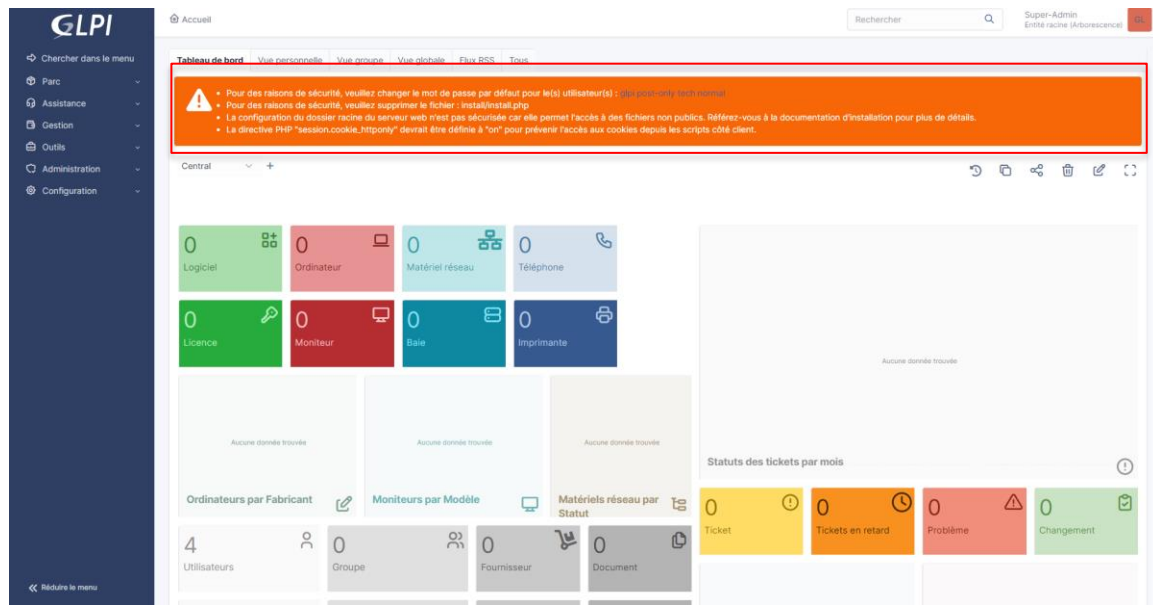 GLPI
Accueil
Rechercher
Super-Admin
Entité racine (Arborescence)
GL
Chercher dans le menu
Parc
Assistance
Gestion
Outils
Administration
Configuration
Réduire le menu
Tableau de bord Vue personnelle Vue groupe Vue globale Flux RSS Tous
Pour des raisons de sécurité, veuillez changer le mot de passe par défaut pour le(s) utilisateur(s) : glpi post-only tech normal
Pour des raisons de sécurité, veuillez supprimer le fichier : install/install.php
La configuration du dossier racine du serveur web n'est pas sécurisée car elle permet l'accès à des fichiers non publics. Référez-vous à la documentation d'installation pour plus de détails.
La directive PHP "session.cookie_httponly" devrait être définie à "on" pour prévenir l'accès aux cookies depuis les scripts côté client.
Central +
0
Logiciel
0
Ordinateur
0
Matériel réseau
0
Téléphone
0
Licence
0
Moniteur
0
Baie
0
Imprimante
Aucune donnée trouvée
Statuts des tickets par mois
Aucune donnée trouvée
Ordinateurs par Fabricant
Aucune donnée trouvée
Moniteurs par Modèle
Aucune donnée trouvée
Matériels réseau par
Statut
0
Ticket
0
Tickets en retard
0
Problème
0
Changement
4
Utilisateurs
0
Groupe
0
Fournisseur
0
Document